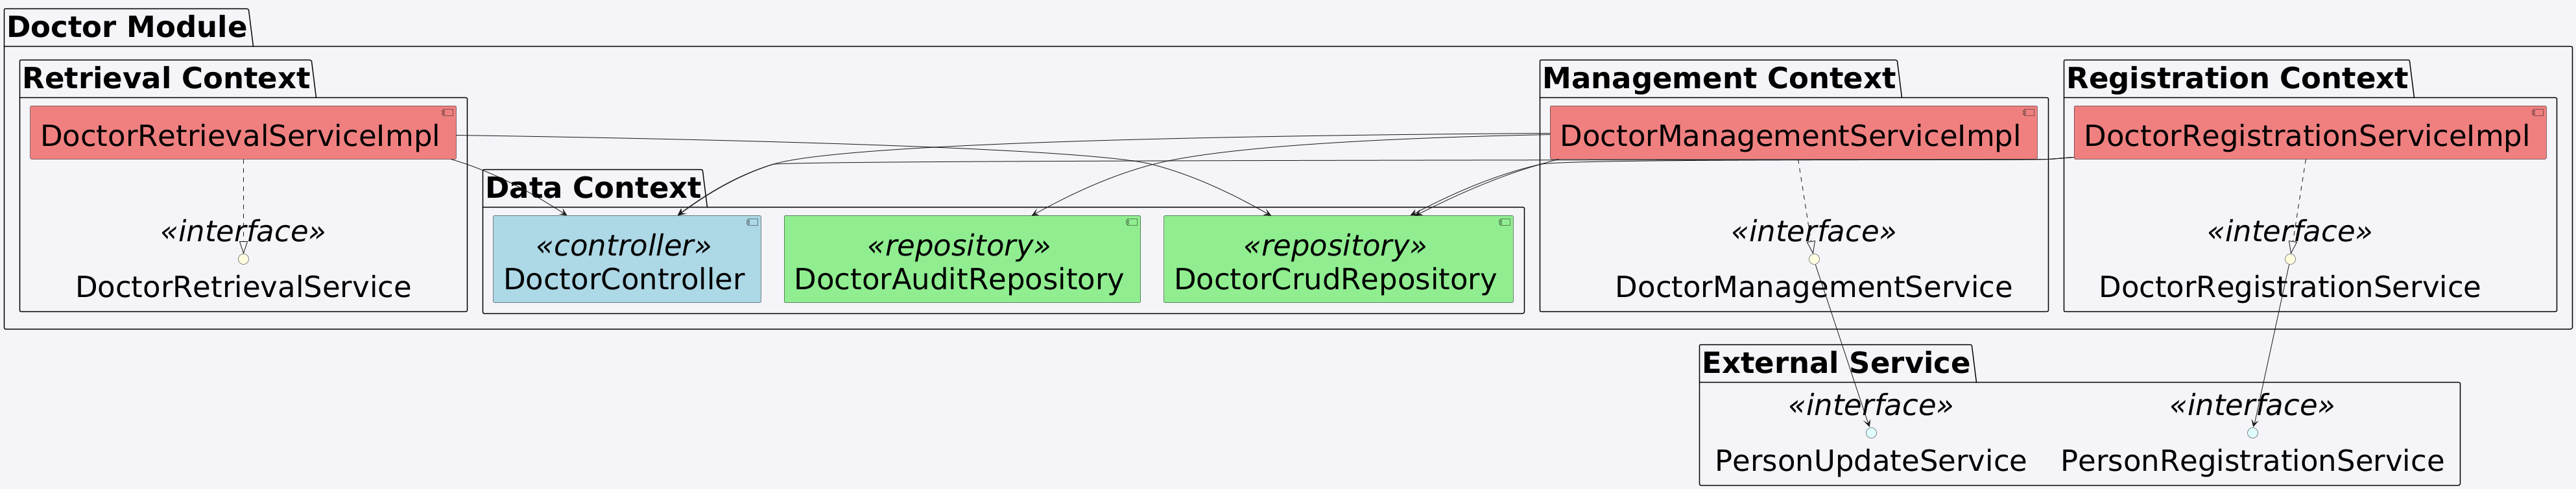 Doctor Module
Retrieval Context
Management Context
Registration Context
DoctorRetrievalServiceImpl
DoctorManagementServiceImpl
DoctorRegistrationServiceImpl
Data Context
«interface»
DoctorRetrievalService
«controller»
DoctorController
«repository»
DoctorAuditRepository
«repository»
DoctorCrudRepository
«interface»
DoctorManagementService
«interface»
DoctorRegistrationService
External Service
«interface»
PersonUpdateService
«interface»
PersonRegistrationService